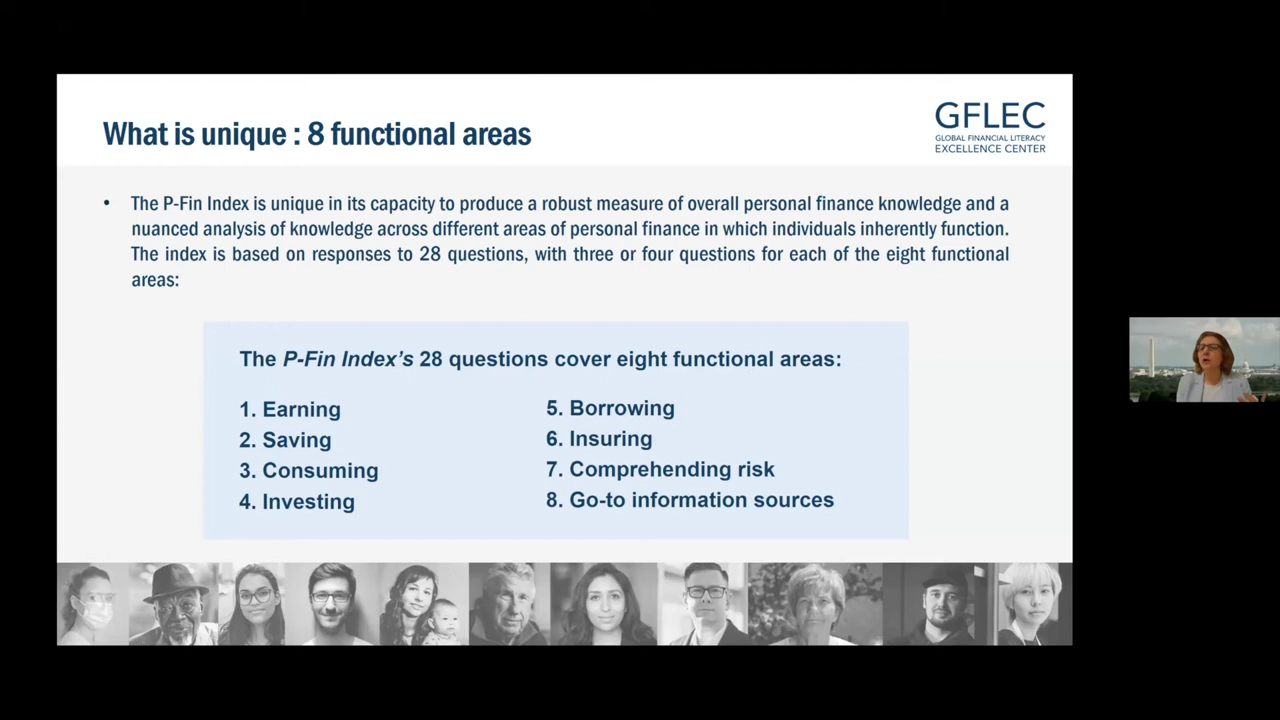 What is unique : 8 functional areas
GFLEC
GLOBAL FINANCIAL LITERACY
EXCELLENCE CENTER
• The P-Fin Index is unique in its capacity to produce a robust measure of overall personal finance knowledge and a
nuanced analysis of knowledge across different areas of personal finance in which individuals inherently function.
The index is based on responses to 28 questions, with three or four questions for each of the eight functional
areas:
The P-Fin Index's 28 questions cover eight functional areas:
1. Earning
2. Saving
3. Consuming
4. Investing
5. Borrowing
6. Insuring
7. Comprehending risk
8. Go-to information sources